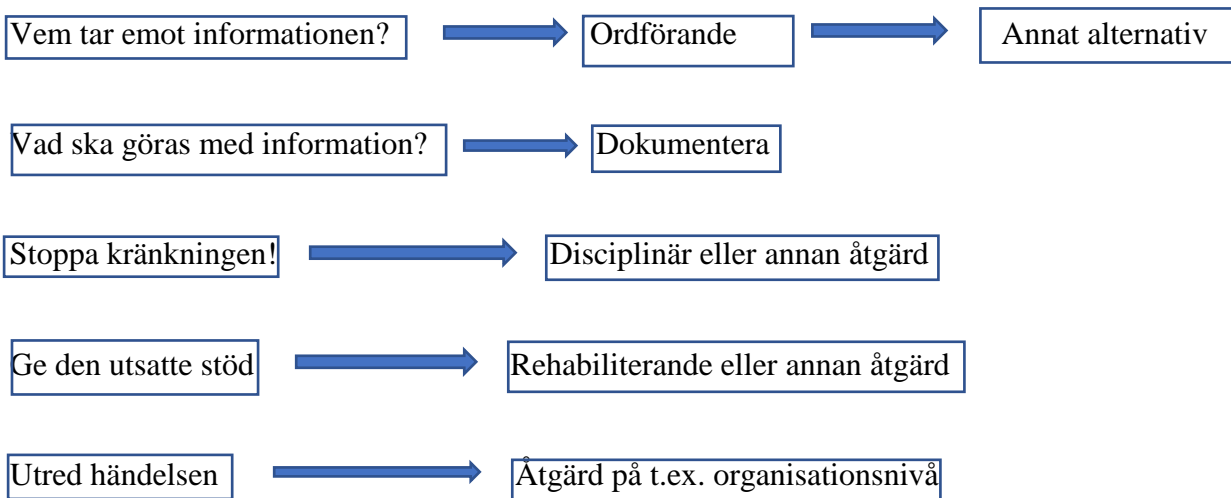 Vem tar emot informationen? Ordförande Annat alternativ
Vad ska göras med information? Dokumentera
Stoppa kränkningen! Disciplinär eller annan åtgärd
Ge den utsatte stöd Rehabiliterande eller annan åtgärd
Utred händelsen Åtgärd på t.ex. organisationsnivå